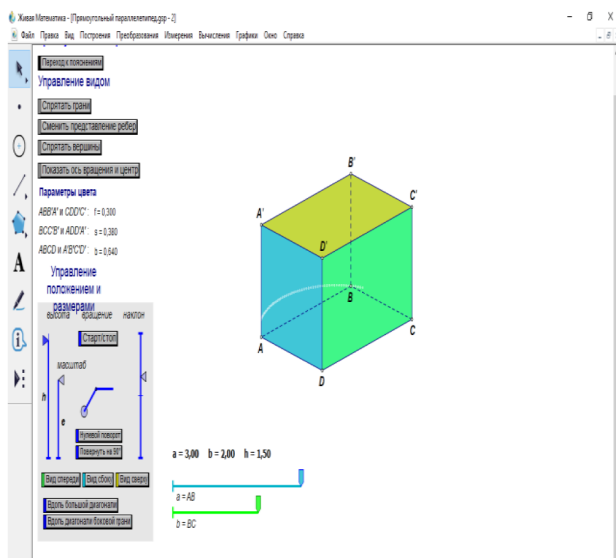 Живая Математика - [Прямоугольный параллелепипед.gsp - 2]
Файл Правка Вид Построения Преобразования Измерения Вычисления Графики Окно Справка
Переход к пояснениям
Управление видом
Спрятать грани
Сменить представление ребер
Спрятать вершины
Показать ось вращения и центр
Параметры цвета
ABB'A' и CDD'C' : f = 0,300
BCC'B' и ADD'A' : s = 0,380
ABCD и A'B'C'D' : b = 0,640
Управление
положением и
размерами
высота вращение наклон
Старт/стоп
масштаб
h
e
Нулевой поворот
Повернуть на 90°
Вид спереди Вид сбоку Вид сверху
Вдоль большой диагонали
Вдоль диагонали боковой грани
B'
C'
A'
D'
B
A
C
D
a = 3,00 b = 2,00 h = 1,50
a = AB
b = BC
A